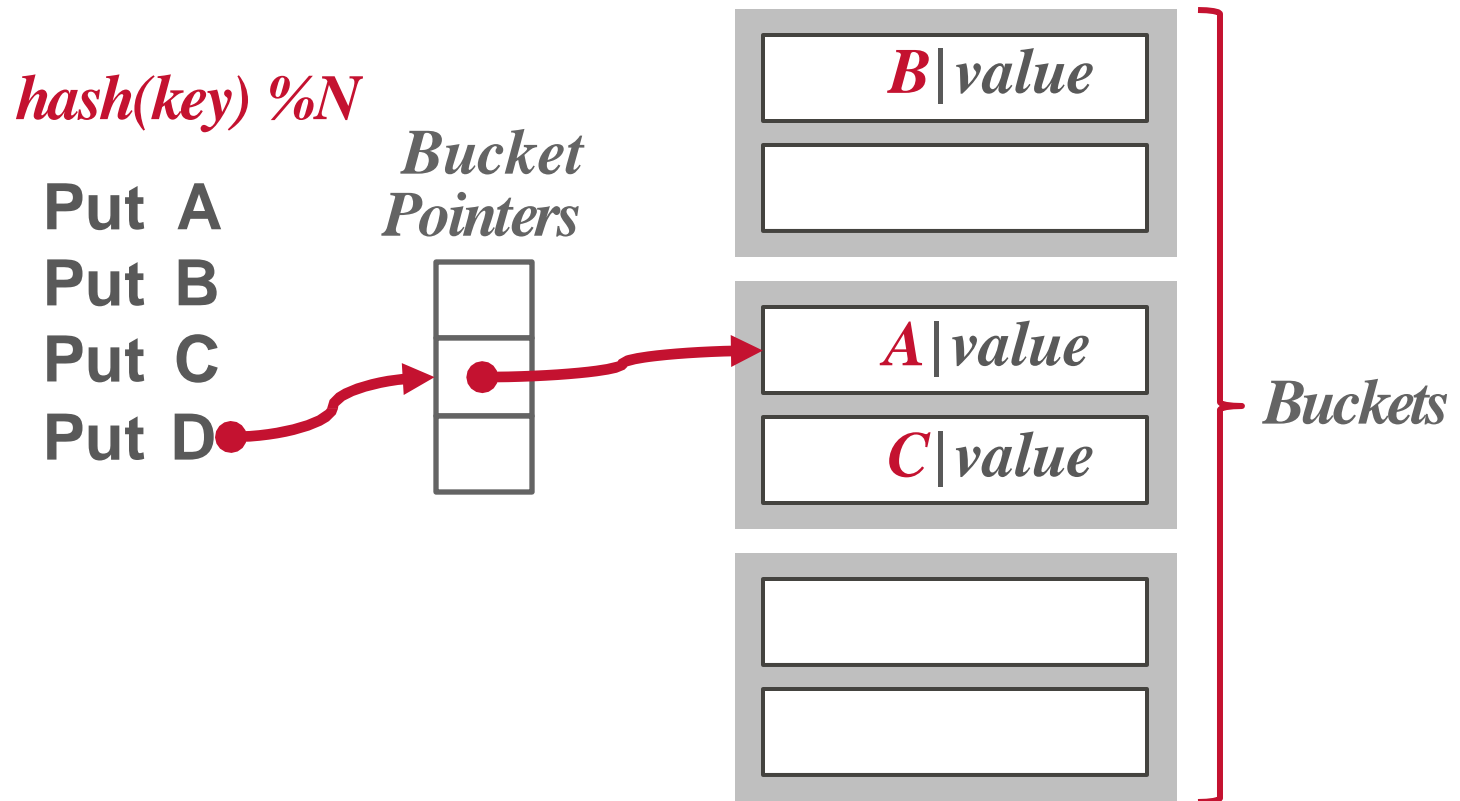 hash(key) %N
Put A
Put B
Put C
Put D
Bucket
Pointers
B|value
A|value
C|value
Buckets